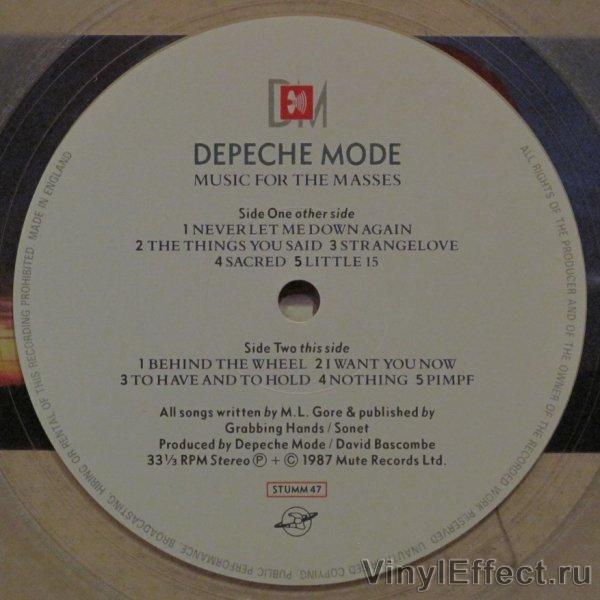 DM
DEPECHE MODE
MUSIC FOR THE MASSES
Side One other side
1 NEVER LET ME DOWN AGAIN
2 THE THINGS YOU SAID 3 STRANGELOVE
4 SACRED 5 LITTLE 15
Side Two this side
1 BEHIND THE WHEEL 2 I WANT YOU NOW
3 TO HAVE AND TO HOLD 4 NOTHING 5 PIMPF
All songs written by M.L. Gore & published by
Grabbing Hands / Sonet
Produced by Depeche Mode / David Bascombe
33⅓ RPM Stereo Ⓟ + © 1987 Mute Records Ltd.
STUMM 47
ALL RIGHTS OF THE PRODUCER AND OF THE OWNER OF THE RECORDED WORK RESERVED. UNAUTHORISED COPYING, PUBLIC PERFORMANCE, BROADCASTING, HIRING OR RENTAL OF THIS RECORDING PROHIBITED. MADE IN ENGLAND
VinylEffect.ru